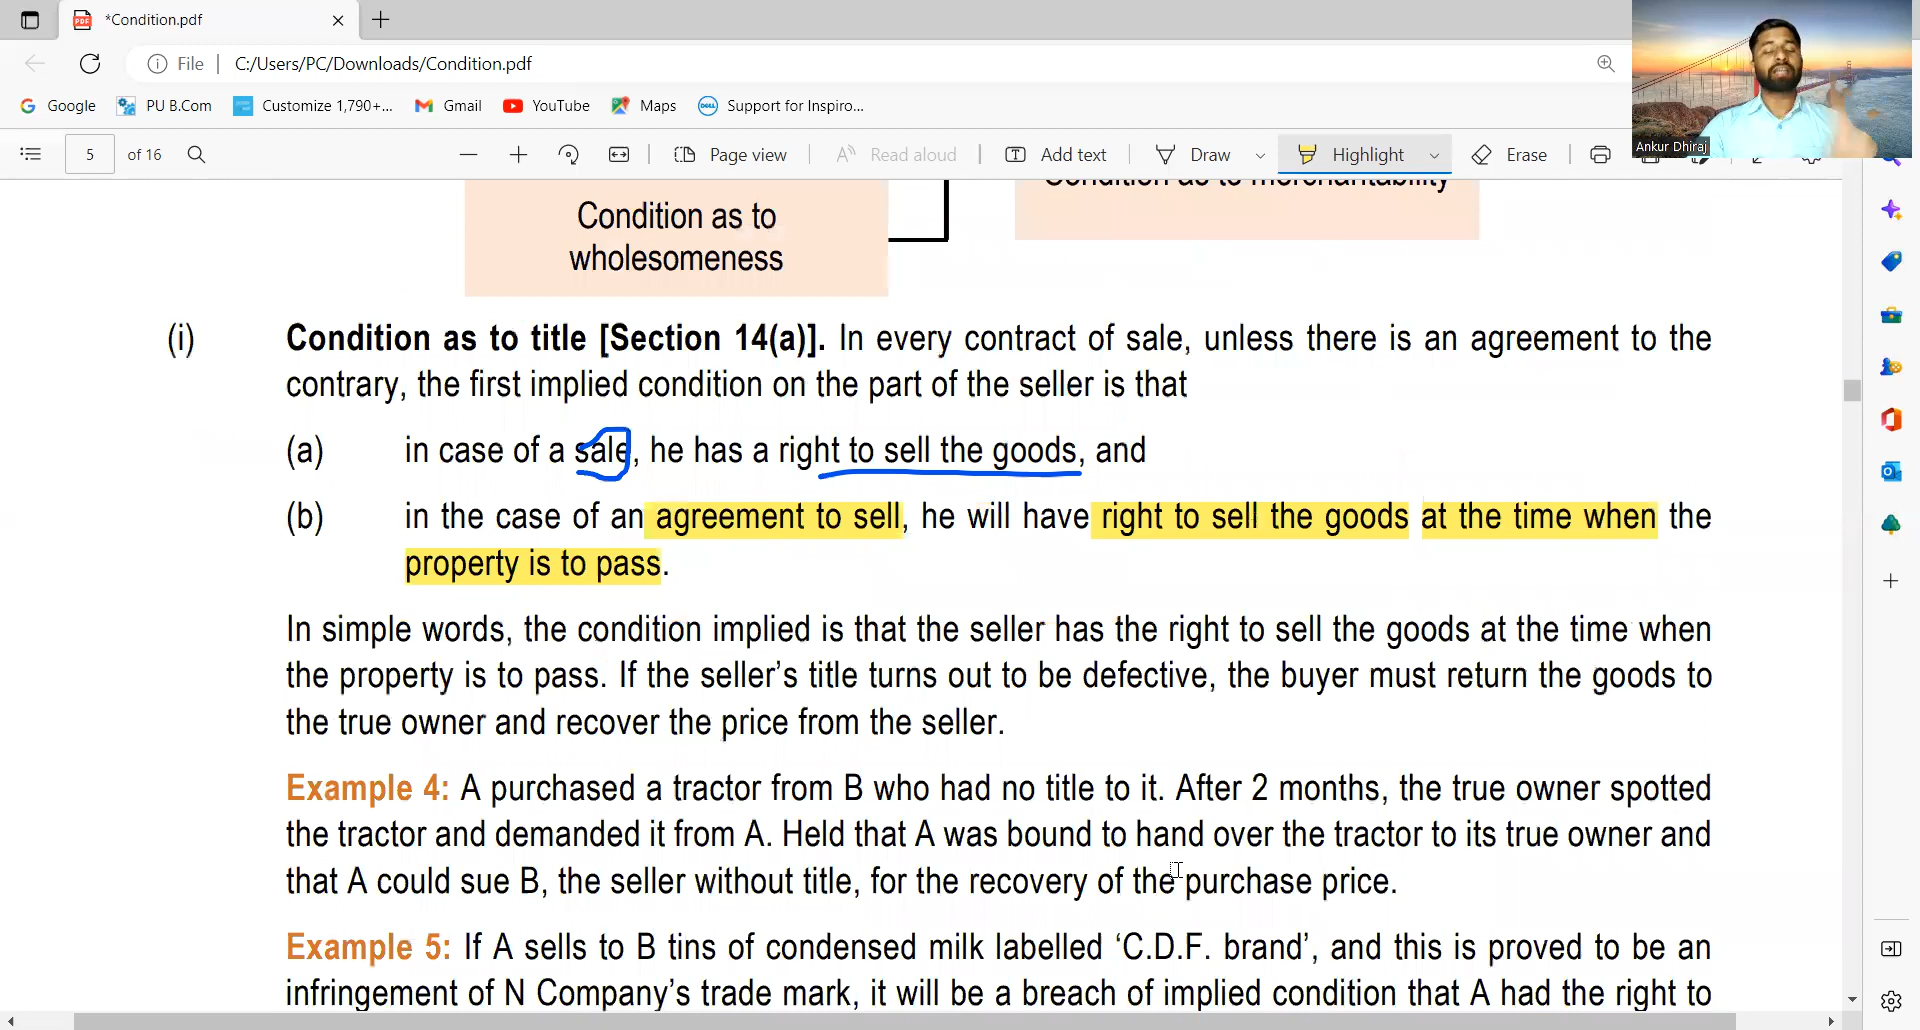 *Condition.pdf
File
C:/Users/PC/Downloads/Condition.pdf
Google
PU B.Com
Customize 1,790+...
Gmail
YouTube
Maps
Support for Inspiro...
Ankur Dhiraj
5 of 16
Page view
Read aloud
Add text
Draw
Highlight
Erase
Condition as to merchantability
Condition as to
wholesomeness
(i) Condition as to title [Section 14(a)]. In every contract of sale, unless there is an agreement to the
contrary, the first implied condition on the part of the seller is that
(a) in case of a sale, he has a right to sell the goods, and
(b) in the case of an agreement to sell, he will have right to sell the goods at the time when the
property is to pass.
In simple words, the condition implied is that the seller has the right to sell the goods at the time when
the property is to pass. If the seller’s title turns out to be defective, the buyer must return the goods to
the true owner and recover the price from the seller.
Example 4: A purchased a tractor from B who had no title to it. After 2 months, the true owner spotted
the tractor and demanded it from A. Held that A was bound to hand over the tractor to its true owner and
that A could sue B, the seller without title, for the recovery of the purchase price.
Example 5: If A sells to B tins of condensed milk labelled ‘C.D.F. brand’, and this is proved to be an
infringement of N Company’s trade mark, it will be a breach of implied condition that A had the right to